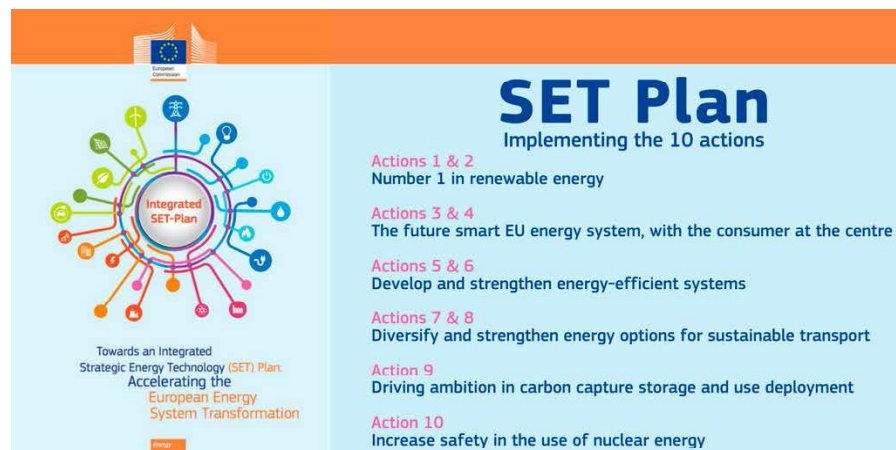 European
Commission
Integrated
SET-Plan
Towards an Integrated
Strategic Energy Technology (SET) Plan:
Accelerating the
European Energy
System Transformation
Energy
SET Plan
Implementing the 10 actions
Actions 1 & 2
Number 1 in renewable energy
Actions 3 & 4
The future smart EU energy system, with the consumer at the centre
Actions 5 & 6
Develop and strengthen energy-efficient systems
Actions 7 & 8
Diversify and strengthen energy options for sustainable transport
Action 9
Driving ambition in carbon capture storage and use deployment
Action 10
Increase safety in the use of nuclear energy